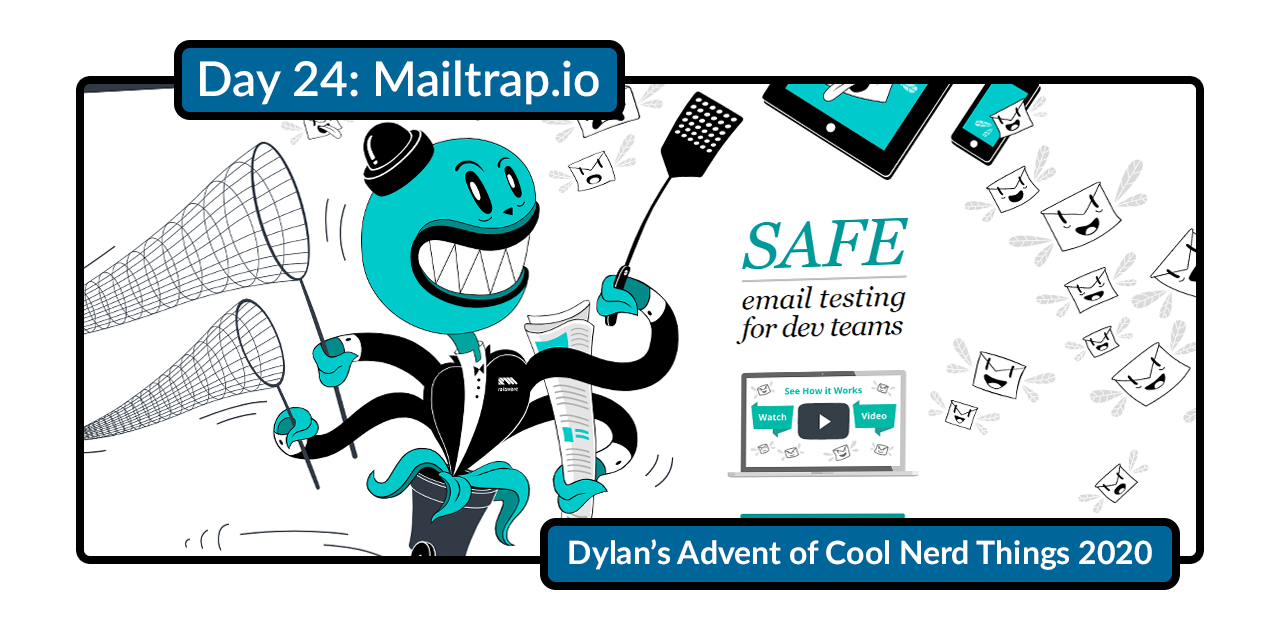 Day 24: Mailtrap.io
SAFE
email testing
for dev teams
railsware
See How it Works
Watch
Video
Dylan's Advent of Cool Nerd Things 2020